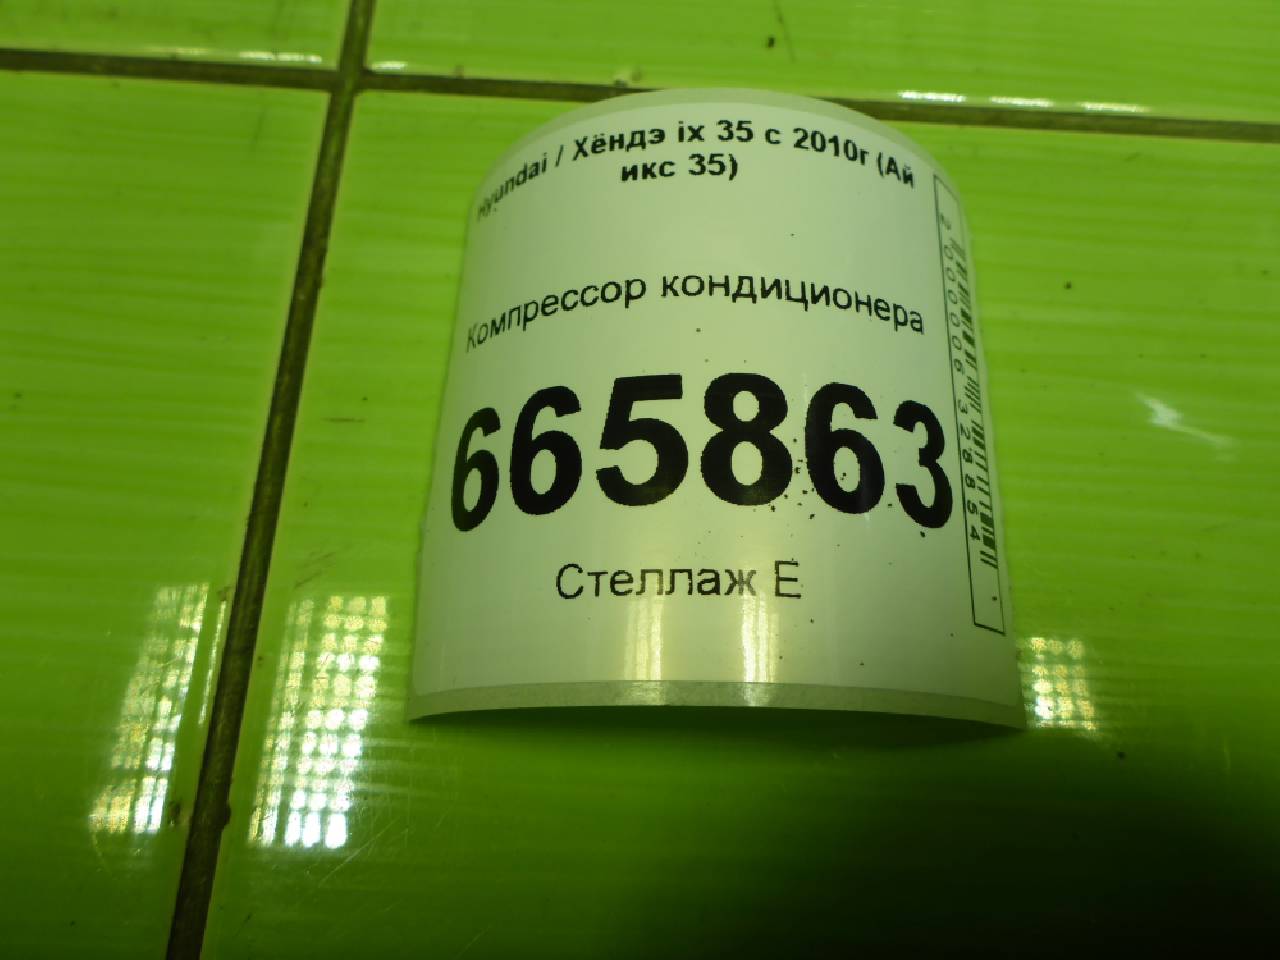 Hyundai / Хёндэ ix 35 с 2010г (Ай
икс 35)
Компрессор кондиционера
665863
Стеллаж Е
2000006328854